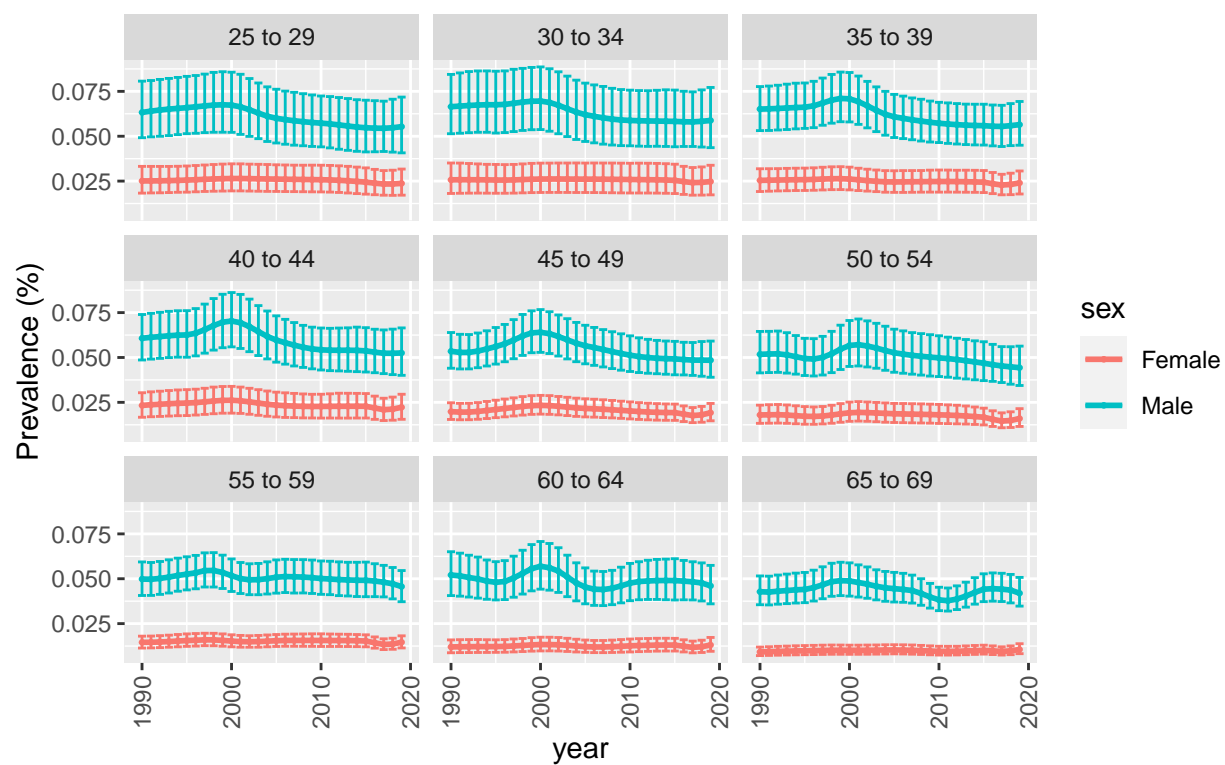 25 to 29
30 to 34
35 to 39
0.075
0.050
0.025
40 to 44
45 to 49
50 to 54
0.075
0.050
0.025
55 to 59
60 to 64
65 to 69
0.075
0.050
0.025
1990
2000
2010
2020
1990
2000
2010
2020
1990
2000
2010
2020
year
Prevalence (%)
sex
Female
Male